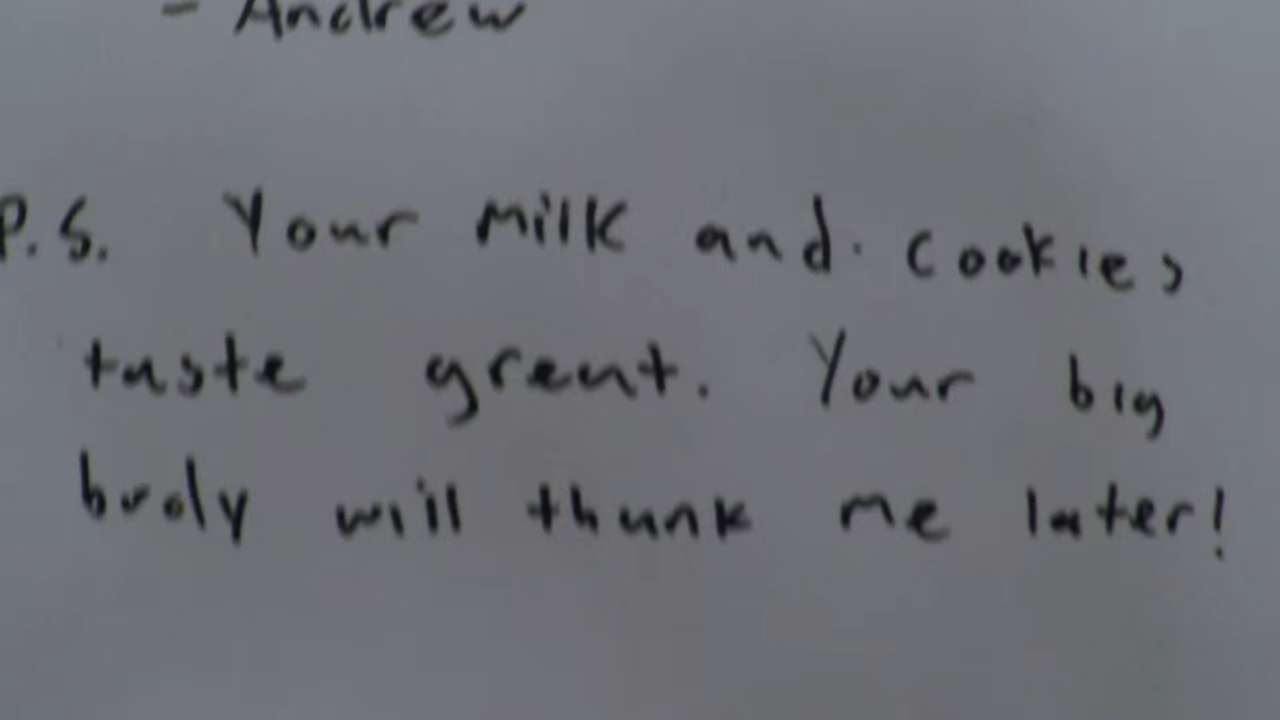 - Andrew
P.S. Your milk and cookies
taste great. Your big
body will thank me later!